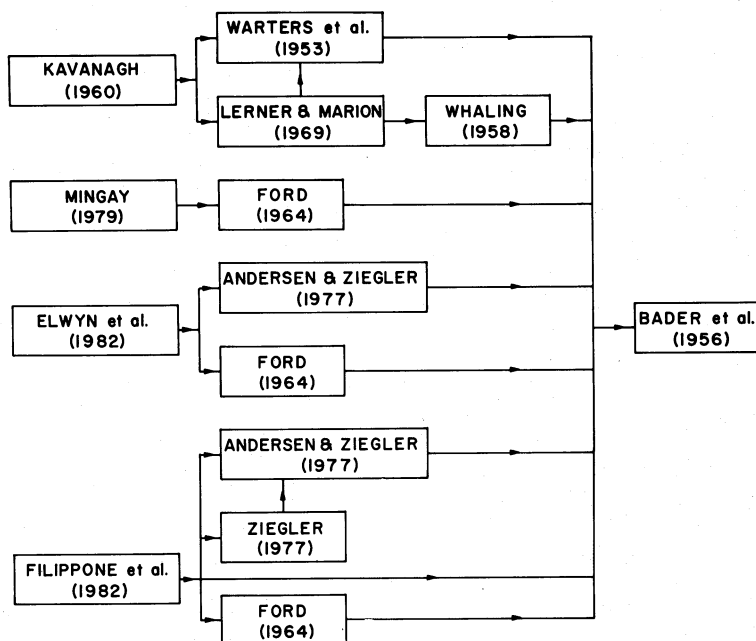 WARTERS et al.
(1953)
KAVANAGH
(1960)
LERNER & MARION
(1969)
WHALING
(1958)
MINGAY
(1979)
FORD
(1964)
ANDERSEN & ZIEGLER
(1977)
ELWYN et al.
(1982)
FORD
(1964)
BADER et al.
(1956)
ANDERSEN & ZIEGLER
(1977)
ZIEGLER
(1977)
FILIPPONE et al.
(1982)
FORD
(1964)